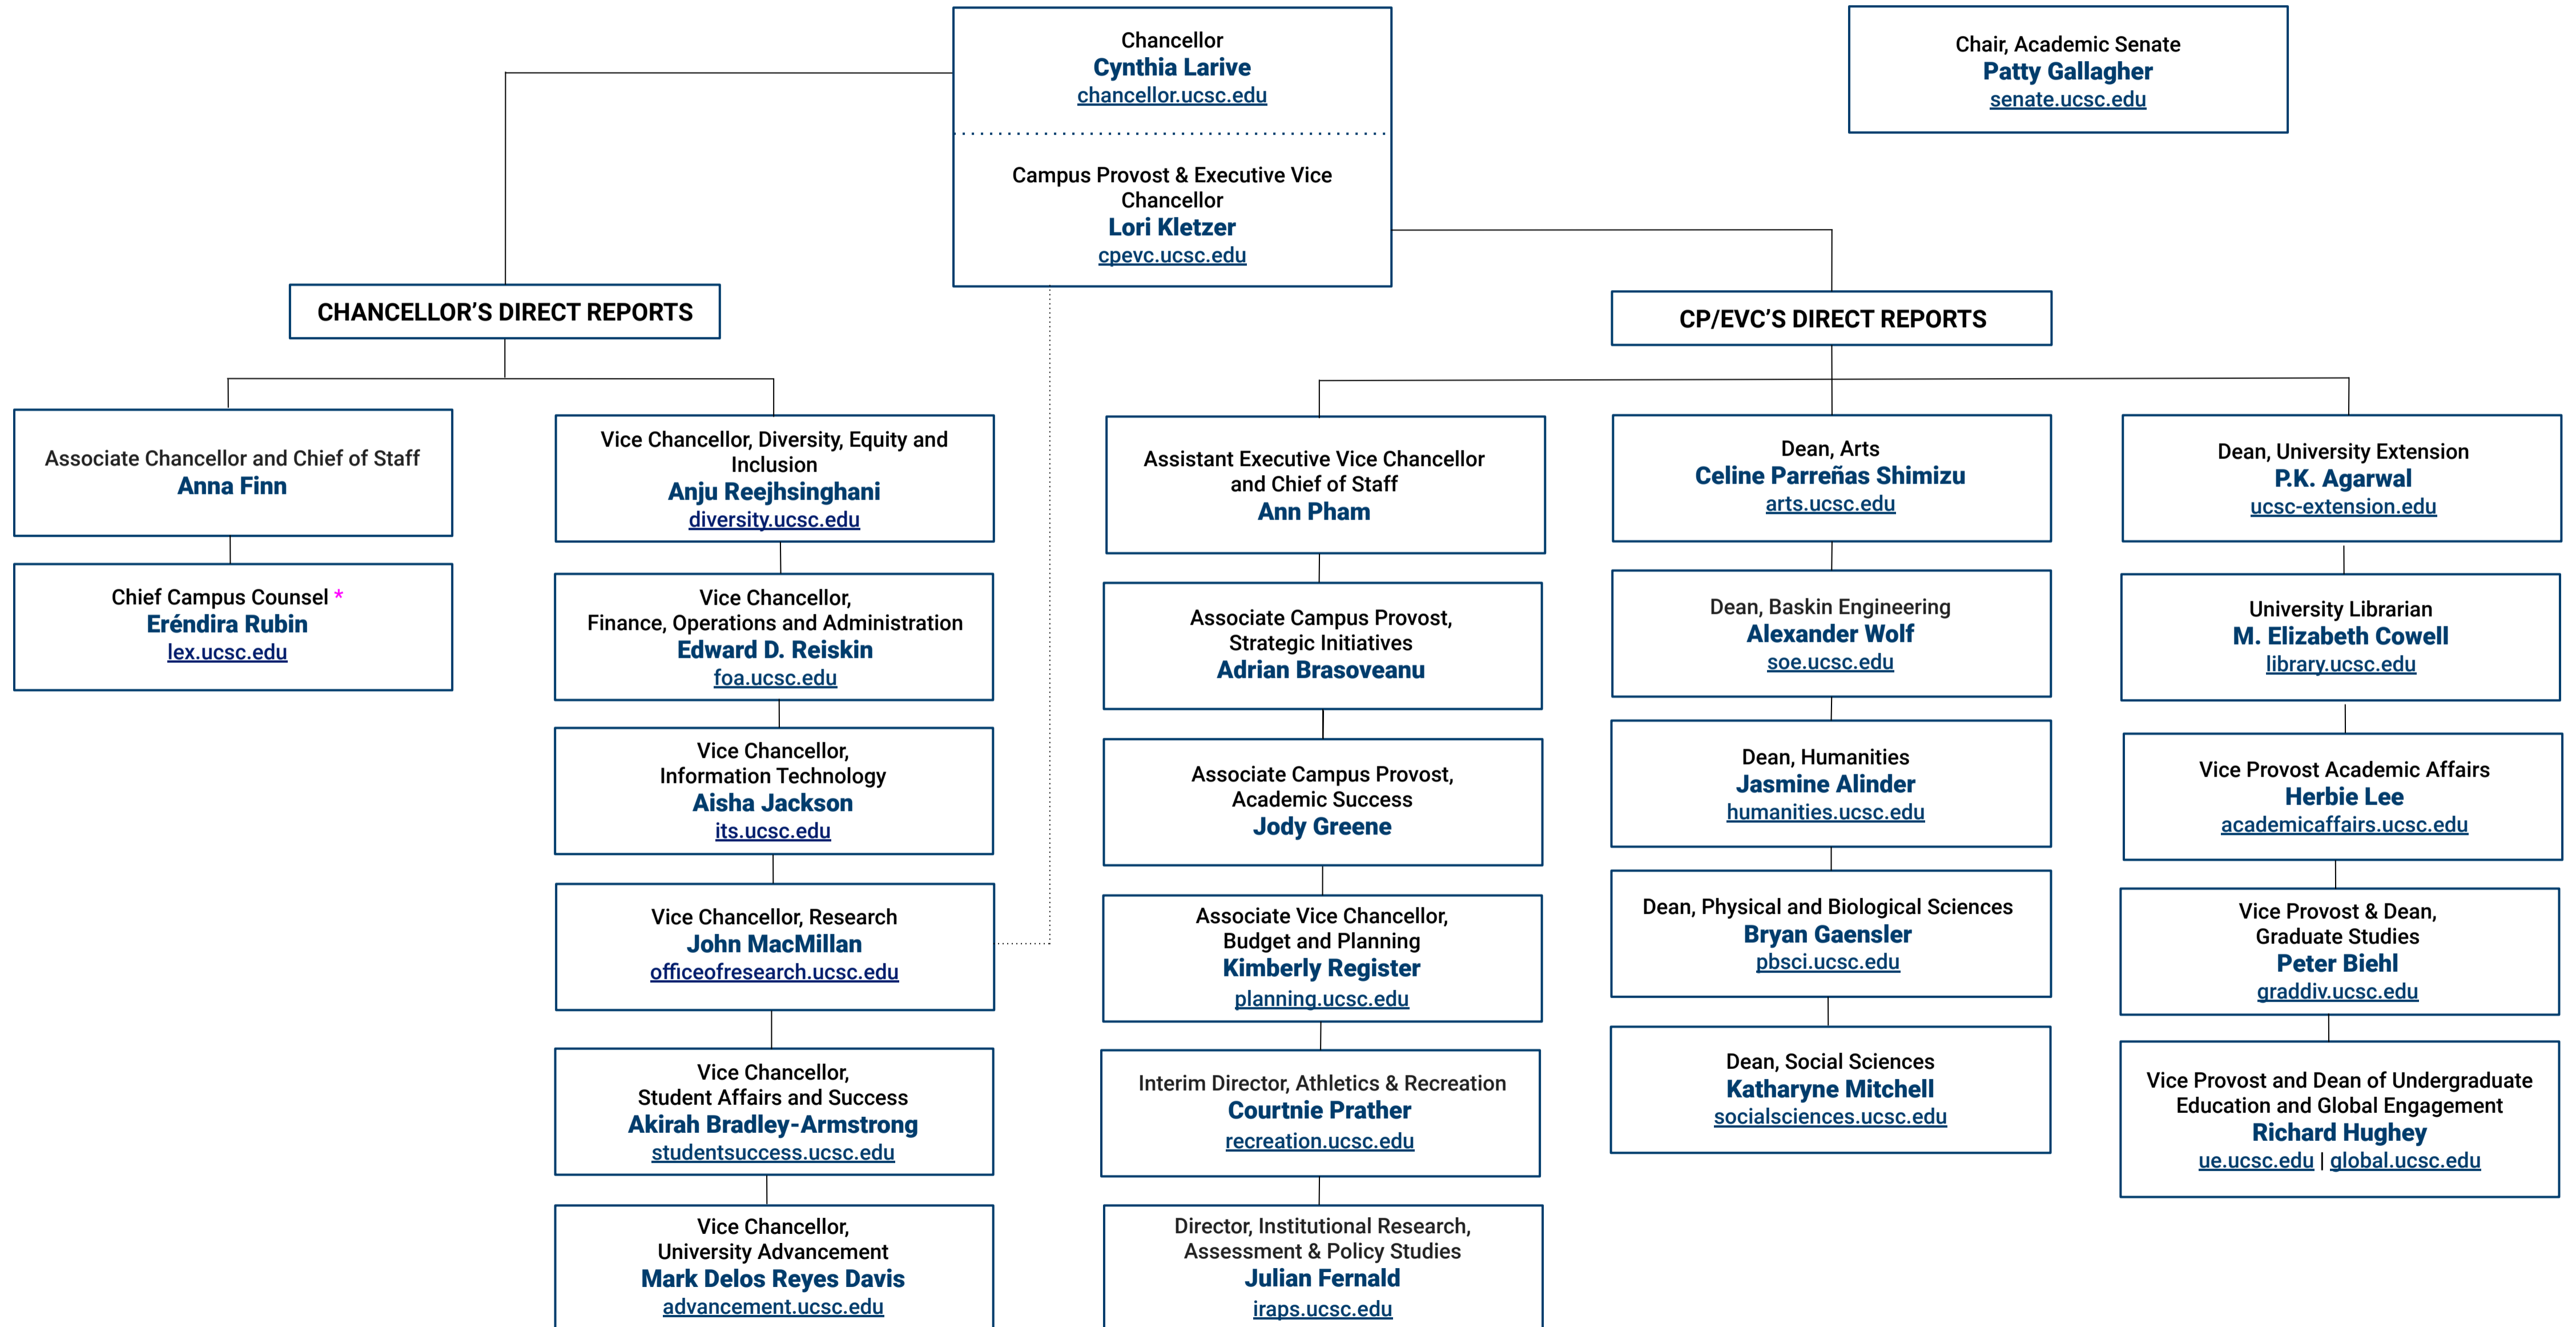 Chancellor
Cynthia Larive
chancellor.ucsc.edu
Campus Provost & Executive Vice
Chancellor
Lori Kletzer
cpevc.ucsc.edu
Chair, Academic Senate
Patty Gallagher
senate.ucsc.edu
CHANCELLOR’S DIRECT REPORTS
Associate Chancellor and Chief of Staff
Anna Finn
Chief Campus Counsel *
Eréndira Rubin
lex.ucsc.edu
Vice Chancellor, Diversity, Equity and
Inclusion
Anju Reejhsinghani
diversity.ucsc.edu
Vice Chancellor,
Finance, Operations and Administration
Edward D. Reiskin
foa.ucsc.edu
Vice Chancellor,
Information Technology
Aisha Jackson
its.ucsc.edu
Vice Chancellor, Research
John MacMillan
officeofresearch.ucsc.edu
Vice Chancellor,
Student Affairs and Success
Akirah Bradley-Armstrong
studentsuccess.ucsc.edu
Vice Chancellor,
University Advancement
Mark Delos Reyes Davis
advancement.ucsc.edu
CP/EVC’S DIRECT REPORTS
Assistant Executive Vice Chancellor
and Chief of Staff
Ann Pham
Associate Campus Provost,
Strategic Initiatives
Adrian Brasoveanu
Associate Campus Provost,
Academic Success
Jody Greene
Associate Vice Chancellor,
Budget and Planning
Kimberly Register
planning.ucsc.edu
Interim Director, Athletics & Recreation
Courtnie Prather
recreation.ucsc.edu
Director, Institutional Research,
Assessment & Policy Studies
Julian Fernald
iraps.ucsc.edu
Dean, Arts
Celine Parreñas Shimizu
arts.ucsc.edu
Dean, Baskin Engineering
Alexander Wolf
soe.ucsc.edu
Dean, Humanities
Jasmine Alinder
humanities.ucsc.edu
Dean, Physical and Biological Sciences
Bryan Gaensler
pbsci.ucsc.edu
Dean, Social Sciences
Katharyne Mitchell
socialsciences.ucsc.edu
Dean, University Extension
P.K. Agarwal
ucsc-extension.edu
University Librarian
M. Elizabeth Cowell
library.ucsc.edu
Vice Provost Academic Affairs
Herbie Lee
academicaffairs.ucsc.edu
Vice Provost & Dean,
Graduate Studies
Peter Biehl
graddiv.ucsc.edu
Vice Provost and Dean of Undergraduate
Education and Global Engagement
Richard Hughey
ue.ucsc.edu | global.ucsc.edu